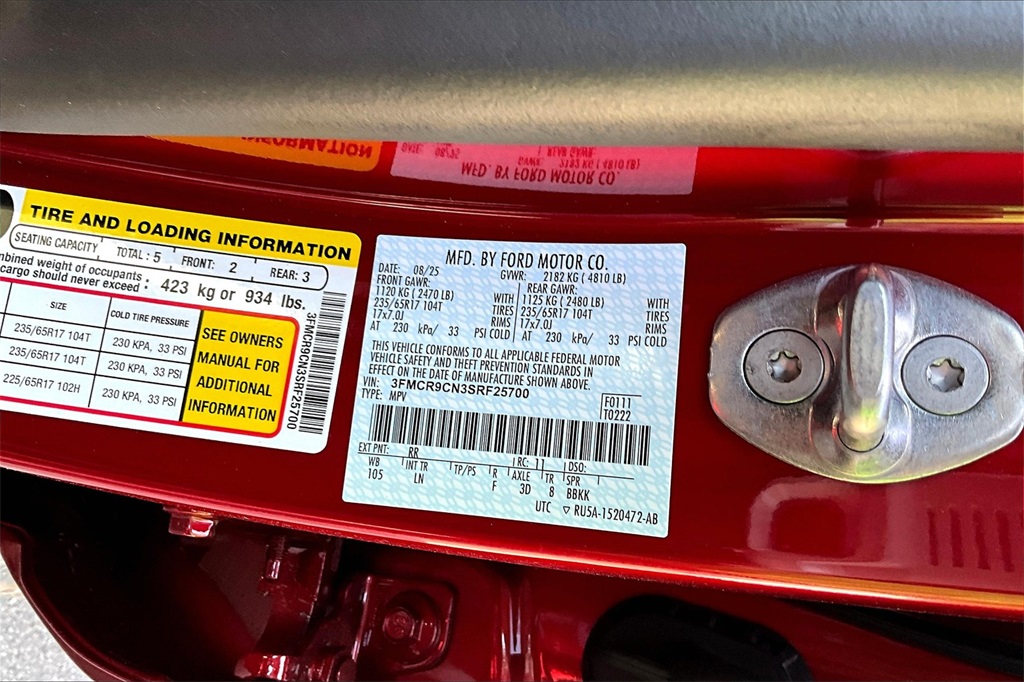 TIRE AND LOADING INFORMATION
SEATING CAPACITY TOTAL : 5 FRONT: 2 REAR: 3
weight of occupants
cargo should never exceed : 423 kg or 934 lbs.
SIZE COLD TIRE PRESSURE
235/65R17 104T 230 KPA, 33 PSI
235/65R17 104T 230 KPA, 33 PSI
225/65R17 102H 230 KPA, 33 PSI
SEE OWNERS
MANUAL FOR
ADDITIONAL
INFORMATION
3FMCR9CN3SRF25700
MFD. BY FORD MOTOR CO.
DATE: 08/25 GVWR: 2182 KG ( 4810 LB)
FRONT GAWR: REAR GAWR:
1120 KG ( 2470 LB) WITH 1125 KG ( 2480 LB) WITH
235/65R17 104T TIRES 235/65R17 104T TIRES
17x7.0J RIMS 17x7.0J RIMS
AT 230 kPa/ 33 PSI COLD AT 230 kPa/ 33 PSI COLD
THIS VEHICLE CONFORMS TO ALL APPLICABLE FEDERAL MOTOR
VEHICLE SAFETY AND THEFT PREVENTION STANDARDS IN
EFFECT ON THE DATE OF MANUFACTURE SHOWN ABOVE.
VIN: 3FMCR9CN3SRF25700
TYPE: MPV
F0111
T0222
EXT PNT: RR RC: 11 DSO:
WB INT TR TP/PS R AXLE TR SPR
105 LN F 3D 8 BBKK
UTC ▽ RU5A-1520472-AB